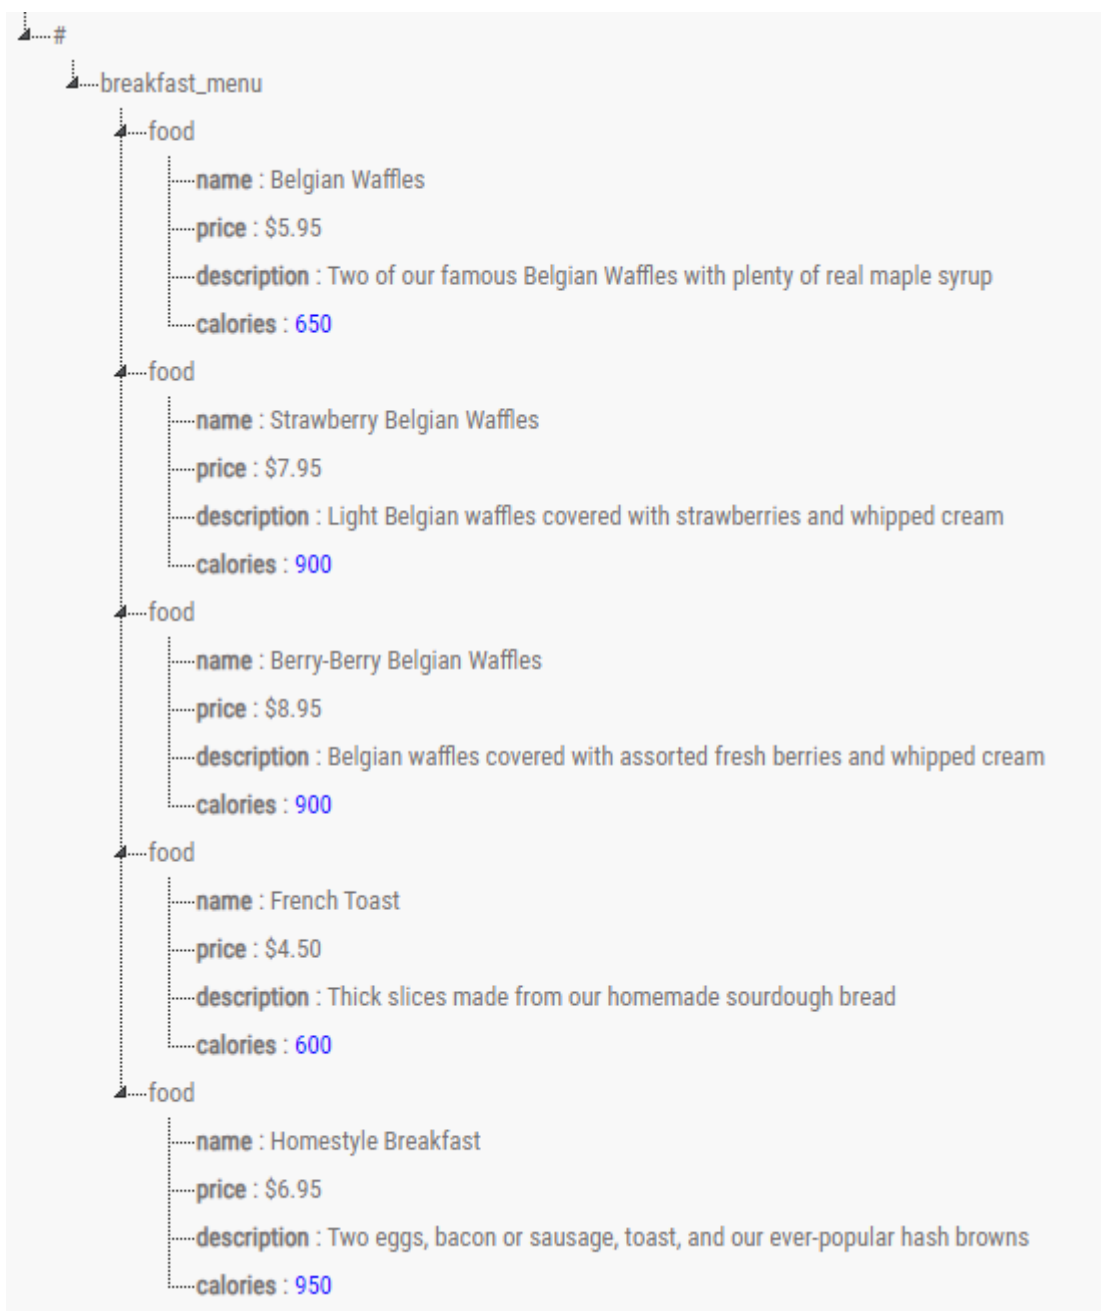 #
breakfast_menu
food
name : Belgian Waffles
price : $5.95
description : Two of our famous Belgian Waffles with plenty of real maple syrup
calories : 650
food
name : Strawberry Belgian Waffles
price : $7.95
description : Light Belgian waffles covered with strawberries and whipped cream
calories : 900
food
name : Berry-Berry Belgian Waffles
price : $8.95
description : Belgian waffles covered with assorted fresh berries and whipped cream
calories : 900
food
name : French Toast
price : $4.50
description : Thick slices made from our homemade sourdough bread
calories : 600
food
name : Homestyle Breakfast
price : $6.95
description : Two eggs, bacon or sausage, toast, and our ever-popular hash browns
calories : 950